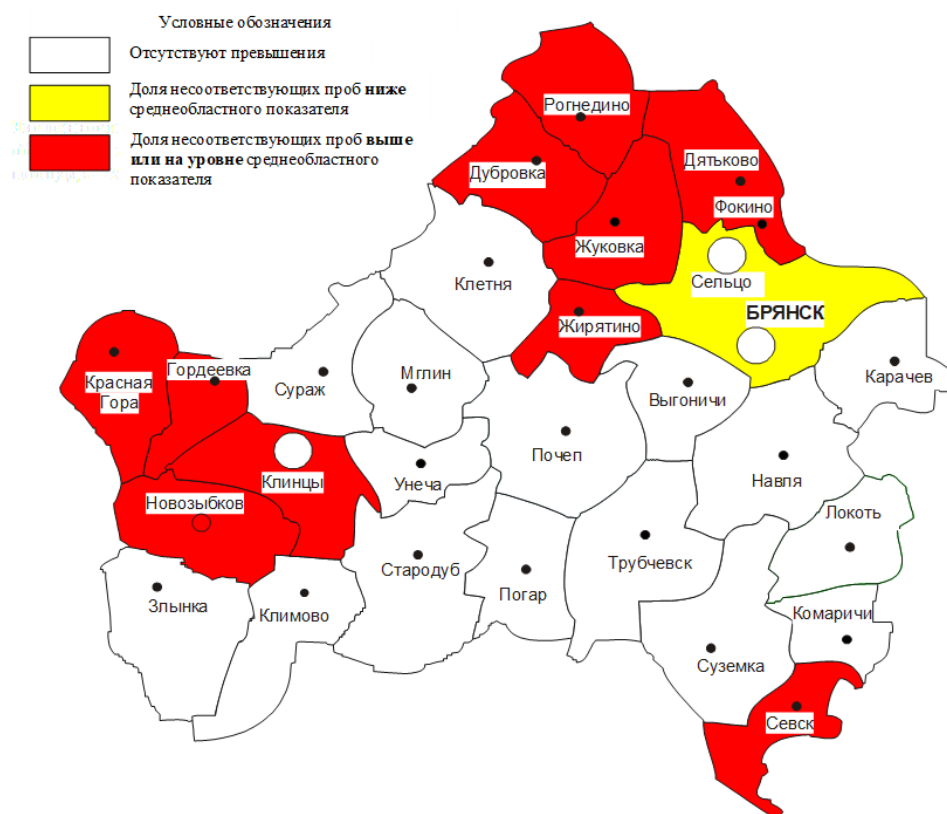 Условные обозначения
Отсутствуют превышения
Доля несоответствующих проб ниже
среднеобластного показателя
Доля несоответствующих проб выше
или на уровне среднеобластного
показателя
Рогнедино
Дубровка
Дятьково
Фокино
Жуковка
Клетня
Сельцо
БРЯНСК
Жирятино
Карачев
Красная
Гора
Гордеевка
Сураж
Мглин
Выгоничи
Почеп
Клинцы
Унеча
Навля
Новозыбков
Локоть
Стародуб
Трубчевск
Погар
Злынка
Климово
Комаричи
Суземка
Севск